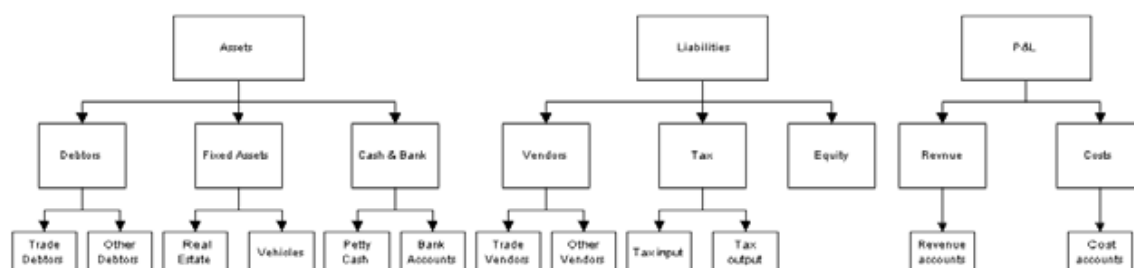 Assets
Liabilities
P&L
Debtors
Fixed Assets
Cash & Bank
Vendors
Tax
Equity
Revnue
Costs
Trade
Debtors
Other
Debtors
Real
Estate
Vehicles
Petty
Cash
Bank
Accounts
Trade
Vendors
Other
Vendors
Tax input
Tax
output
Revenue
accounts
Cost
accounts